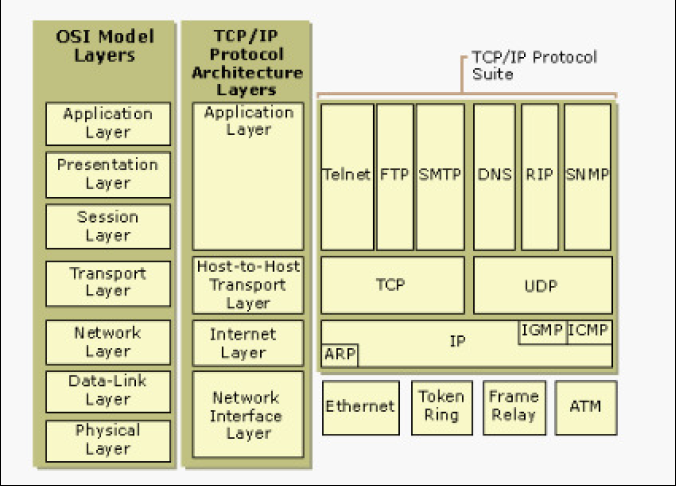 OSI Model
Layers
Application
Layer
Presentation
Layer
Session
Layer
Transport
Layer
Network
Layer
Data-Link
Layer
Physical
Layer
TCP/IP
Protocol
Architecture
Layers
Application
Layer
Host-to-Host
Transport
Layer
Internet
Layer
Network
Interface
Layer
TCP/IP Protocol
Suite
Telnet FTP SMTP DNS RIP SNMP
TCP UDP
IP IGMP ICMP
ARP
Ethernet
Token
Ring
Frame
Relay
ATM